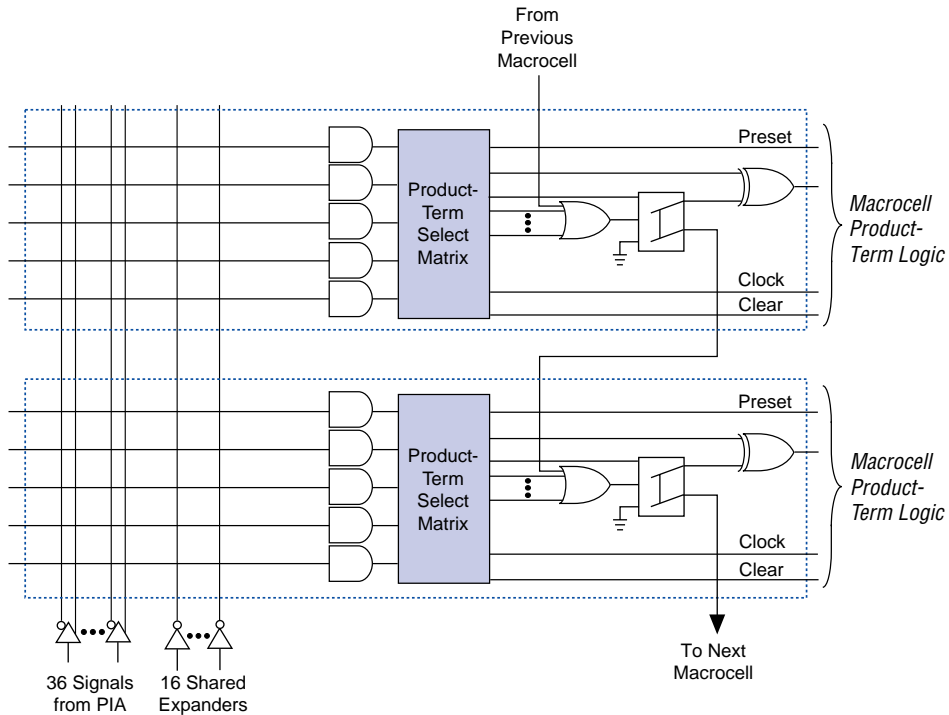 From
Previous
Macrocell
Preset
Product-
Term
Select
Matrix
Macrocell
Product-
Term Logic
Clock
Clear
Preset
Product-
Term
Select
Matrix
Macrocell
Product-
Term Logic
Clock
Clear
36 Signals
from PIA
16 Shared
Expanders
To Next
Macrocell